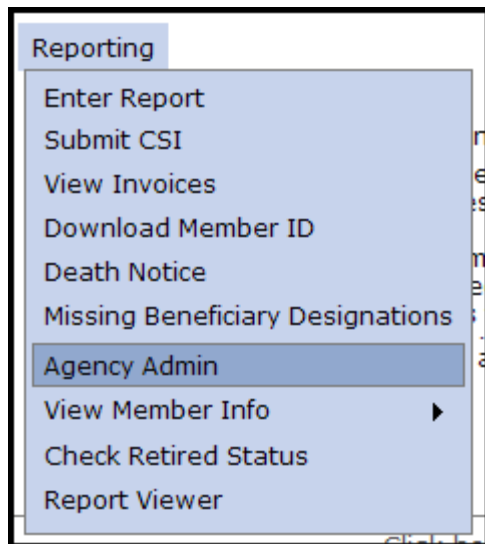 Reporting
Enter Report
Submit CSI
View Invoices
Download Member ID
Death Notice
Missing Beneficiary Designations
Agency Admin
View Member Info
Check Retired Status
Report Viewer